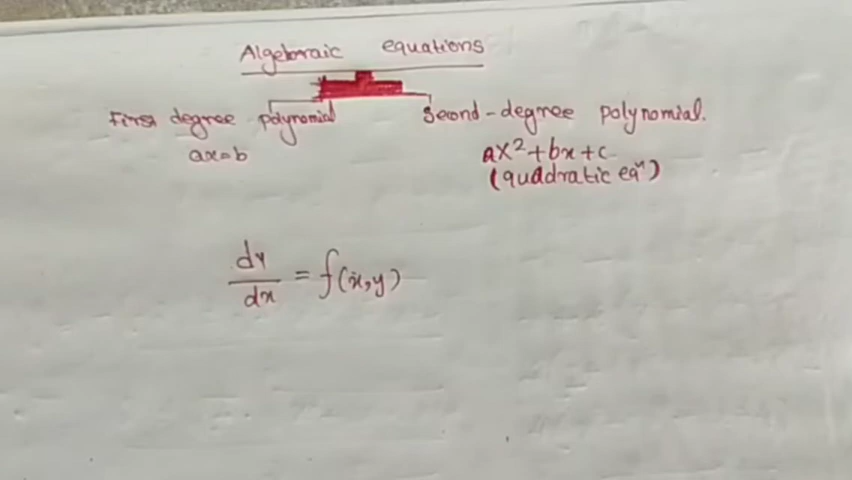 Algebraic equations
First degree polynomial
ax=b
Second-degree polynomial.
ax²+bx+c
(quadratic eqⁿ)
dy/dx = f(x,y)